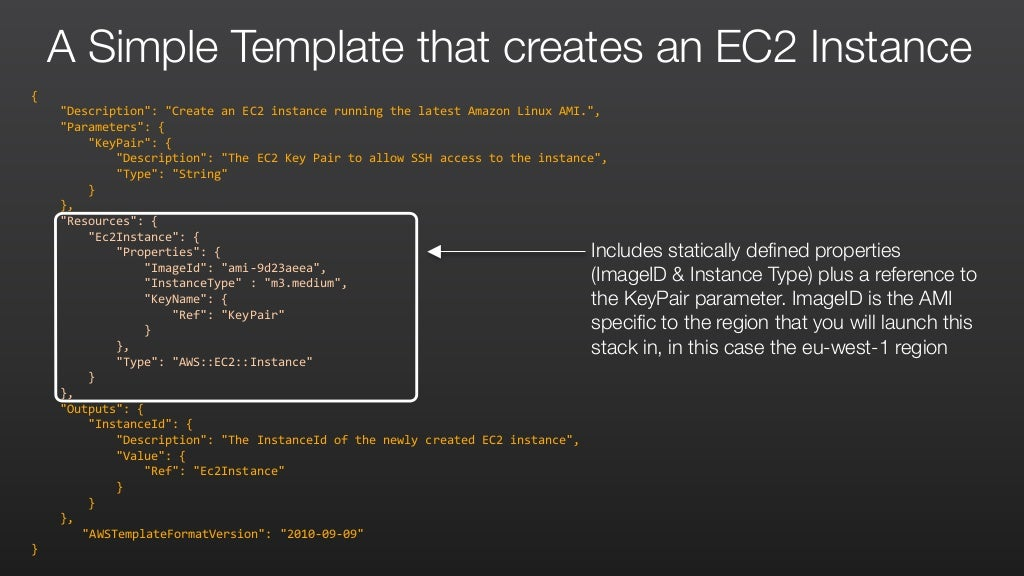 A Simple Template that creates an EC2 Instance
{
"Description": "Create an EC2 instance running the latest Amazon Linux AMI.",
"Parameters": {
"KeyPair": {
"Description": "The EC2 Key Pair to allow SSH access to the instance",
"Type": "String"
}
},
"Resources": {
"Ec2Instance": {
"Properties": {
"ImageId": "ami-9d23aeea",
"InstanceType" : "m3.medium",
"KeyName": {
"Ref": "KeyPair"
}
},
"Type": "AWS::EC2::Instance"
}
},
"Outputs": {
"InstanceId": {
"Description": "The InstanceId of the newly created EC2 instance",
"Value": {
"Ref": "Ec2Instance"
}
}
},
"AWSTemplateFormatVersion": "2010-09-09"
}
Includes statically defined properties
(ImageID & Instance Type) plus a reference to
the KeyPair parameter. ImageID is the AMI
specific to the region that you will launch this
stack in, in this case the eu-west-1 region